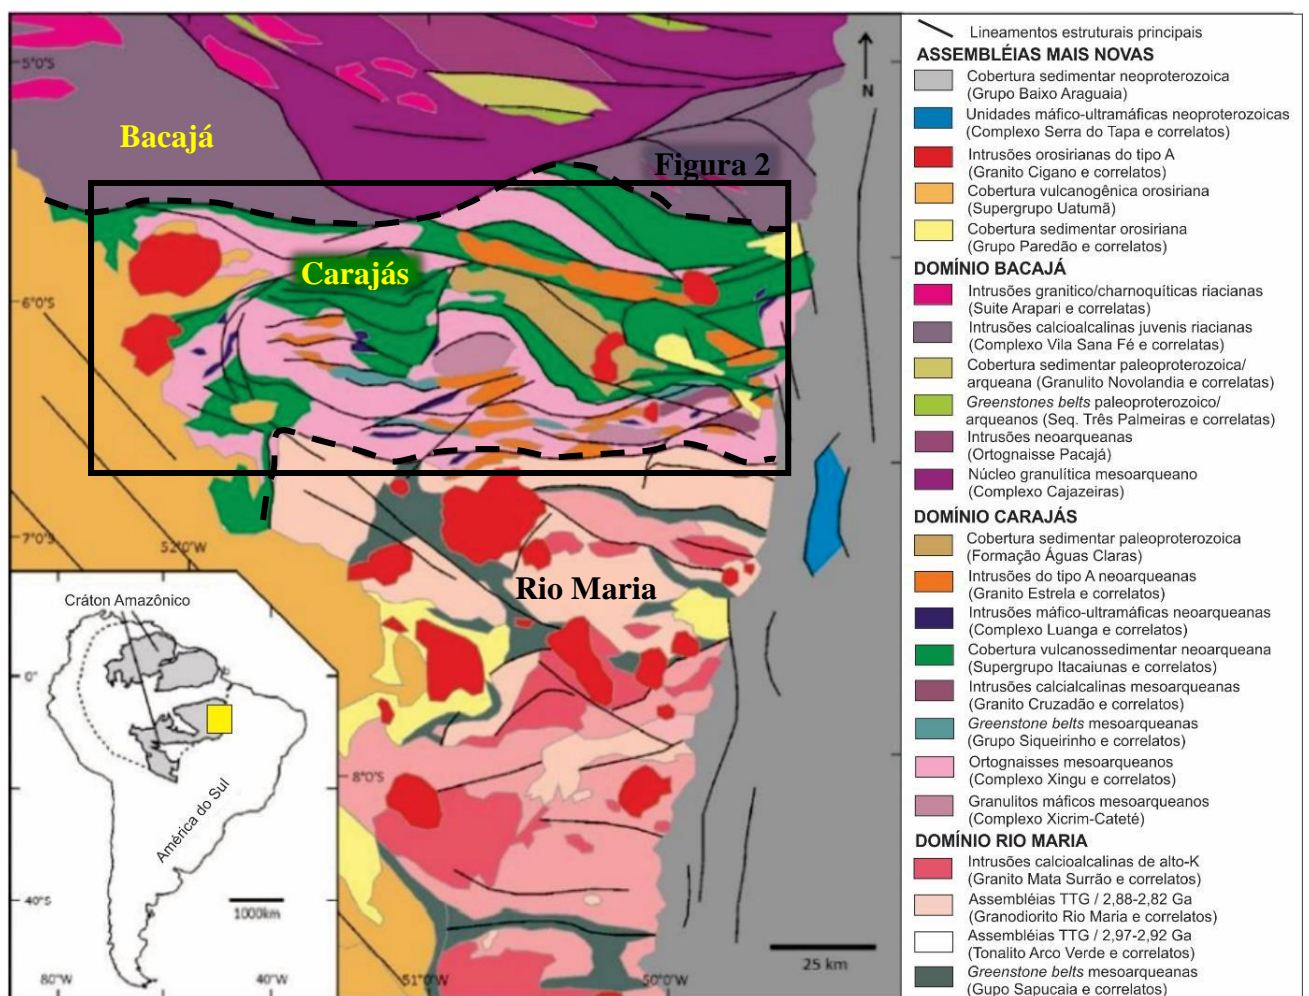 5°0'S
N
Bacajá
Figura 2
Carajás
6°0'S
7°0'S
52°0'W
Rio Maria
8°0'S
51°0'W
50°0'W
25 km
Cráton Amazônico
0°
América do Sul
1000km
40°S
80°W
40°W
Lineamentos estruturais principais
ASSEMBLÉIAS MAIS NOVAS
Cobertura sedimentar neoproterozoica
(Grupo Baixo Araguaia)
Unidades máfico-ultramáficas neoproterozoicas
(Complexo Serra do Tapa e correlatos)
Intrusões orosirianas do tipo A
(Granito Cigano e correlatos)
Cobertura vulcanogênica orosiriana
(Supergrupo Uatumã)
Cobertura sedimentar orosiriana
(Grupo Paredão e correlatos)
DOMÍNIO BACAJÁ
Intrusões granitico/charnoquíticas riacianas
(Suite Arapari e correlatas)
Intrusões calcioalcalinas juvenis riacianas
(Complexo Vila Sana Fé e correlatas)
Cobertura sedimentar paleoproterozoica/
arqueana (Granulito Novolandia e correlatas)
Greenstones belts paleoproterozoico/
arqueanos (Seq. Três Palmeiras e correlatas)
Intrusões neoarqueanas
(Ortognaisse Pacajá)
Núcleo granulítica mesoarqueano
(Complexo Cajazeiras)
DOMÍNIO CARAJÁS
Cobertura sedimentar paleoproterozoica
(Formação Águas Claras)
Intrusões do tipo A neoarqueanas
(Granito Estrela e correlatos)
Intrusões máfico-ultramáficas neoarqueanas
(Complexo Luanga e correlatos)
Cobertura vulcanossedimentar neoarqueana
(Supergrupo Itacaiunas e correlatos)
Intrusões calcialcalinas mesoarqueanas
(Granito Cruzadão e correlatos)
Greenstone belts mesoarqueanas
(Grupo Siqueirinho e correlatos)
Ortognaisses mesoarqueanos
(Complexo Xingu e correlatos)
Granulitos máficos mesoarqueanos
(Complexo Xicrim-Cateté)
DOMÍNIO RIO MARIA
Intrusões calcioalcalinas de alto-K
(Granito Mata Surrão e correlatos)
Assembléias TTG / 2,88-2,82 Ga
(Granodiorito Rio Maria e correlatos)
Assembléias TTG / 2,97-2,92 Ga
(Tonalito Arco Verde e correlatos)
Greenstone belts mesoarqueanas
(Gupo Sapucaia e correlatos)